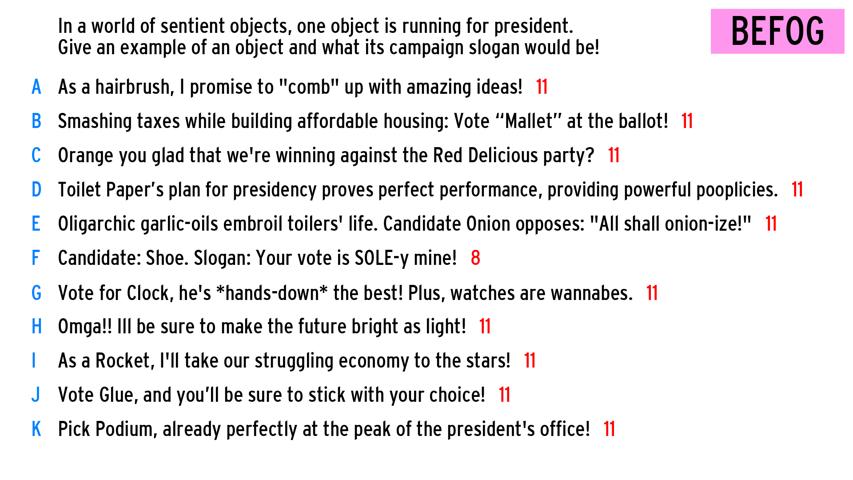 In a world of sentient objects, one object is running for president.
Give an example of an object and what its campaign slogan would be!
BEFOG
A As a hairbrush, I promise to "comb" up with amazing ideas! 11
B Smashing taxes while building affordable housing: Vote “Mallet” at the ballot! 11
C Orange you glad that we're winning against the Red Delicious party? 11
D Toilet Paper’s plan for presidency proves perfect performance, providing powerful pooplicies. 11
E Oligarchic garlic-oils embroil toilers' life. Candidate Onion opposes: "All shall onion-ize!" 11
F Candidate: Shoe. Slogan: Your vote is SOLE-y mine! 8
G Vote for Clock, he's *hands-down* the best! Plus, watches are wannabes. 11
H Omga!! Ill be sure to make the future bright as light! 11
I As a Rocket, I'll take our struggling economy to the stars! 11
J Vote Glue, and you’ll be sure to stick with your choice! 11
K Pick Podium, already perfectly at the peak of the president's office! 11